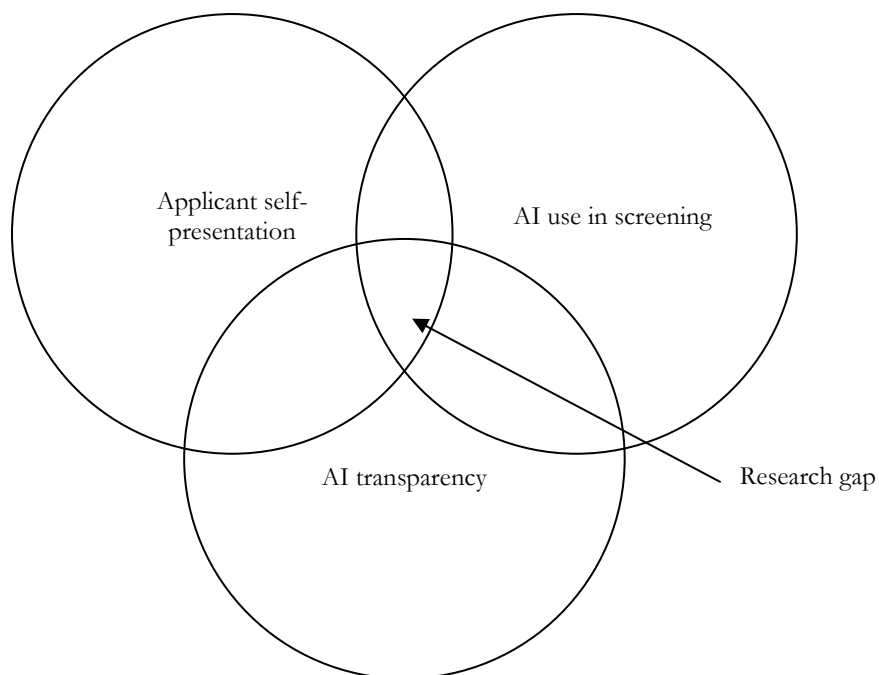 Applicant self-
presentation
AI use in screening
AI transparency
Research gap